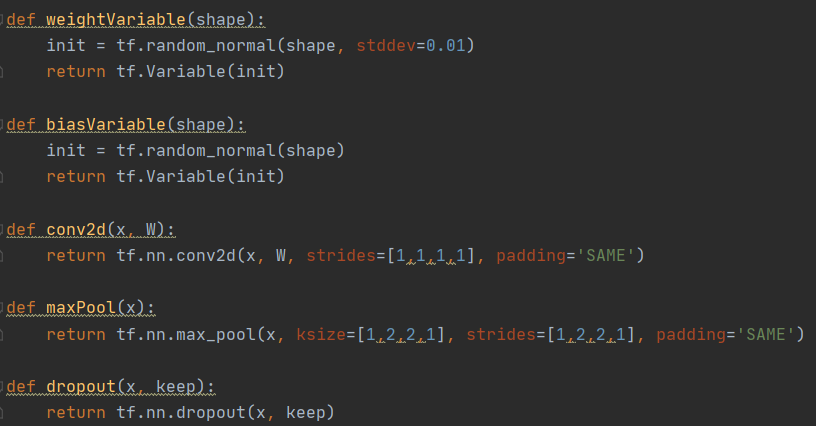 def weightVariable(shape):
    init = tf.random_normal(shape, stddev=0.01)
    return tf.Variable(init)

def biasVariable(shape):
    init = tf.random_normal(shape)
    return tf.Variable(init)

def conv2d(x, W):
    return tf.nn.conv2d(x, W, strides=[1,1,1,1], padding='SAME')

def maxPool(x):
    return tf.nn.max_pool(x, ksize=[1,2,2,1], strides=[1,2,2,1], padding='SAME')

def dropout(x, keep):
    return tf.nn.dropout(x, keep)